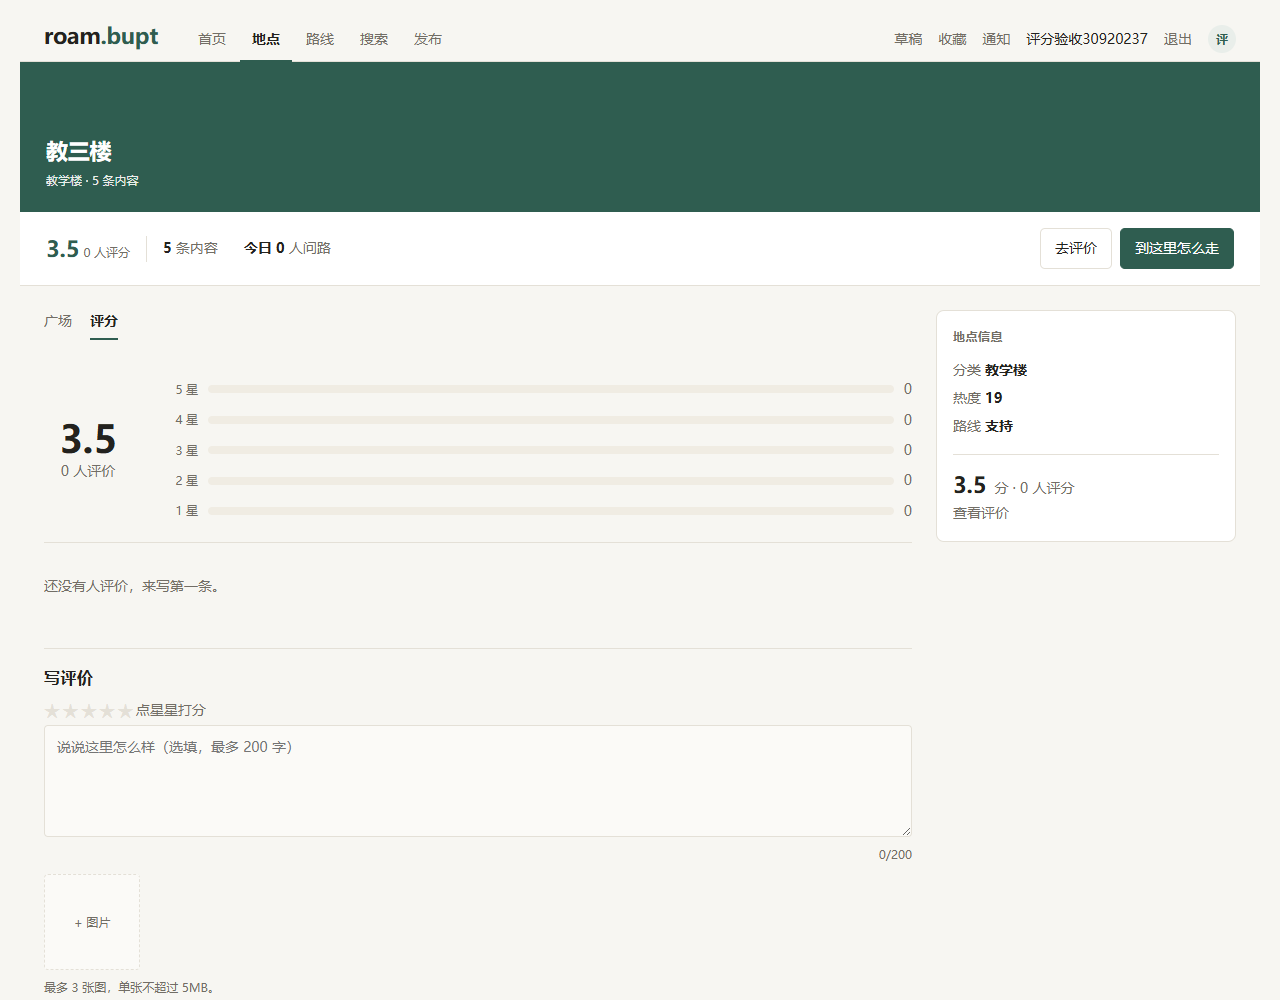 roam.bupt 首页 地点 路线 搜索 发布 草稿 收藏 通知 评分验收30920237 退出 评
教三楼
教学楼 · 5 条内容
3.5 0 人评分 5 条内容 今日 0 人问路 去评价 到这里怎么走
广场 评分
5 星 0
4 星 0
3 星 0
2 星 0
1 星 0
3.5
0 人评价
还没有人评价，来写第一条。
写评价
★★★★★ 点星星打分
说说这里怎么样（选填，最多 200 字）
0/200
+ 图片
最多 3 张图，单张不超过 5MB。
地点信息
分类 教学楼
热度 19
路线 支持
3.5 分 · 0 人评分
查看评价